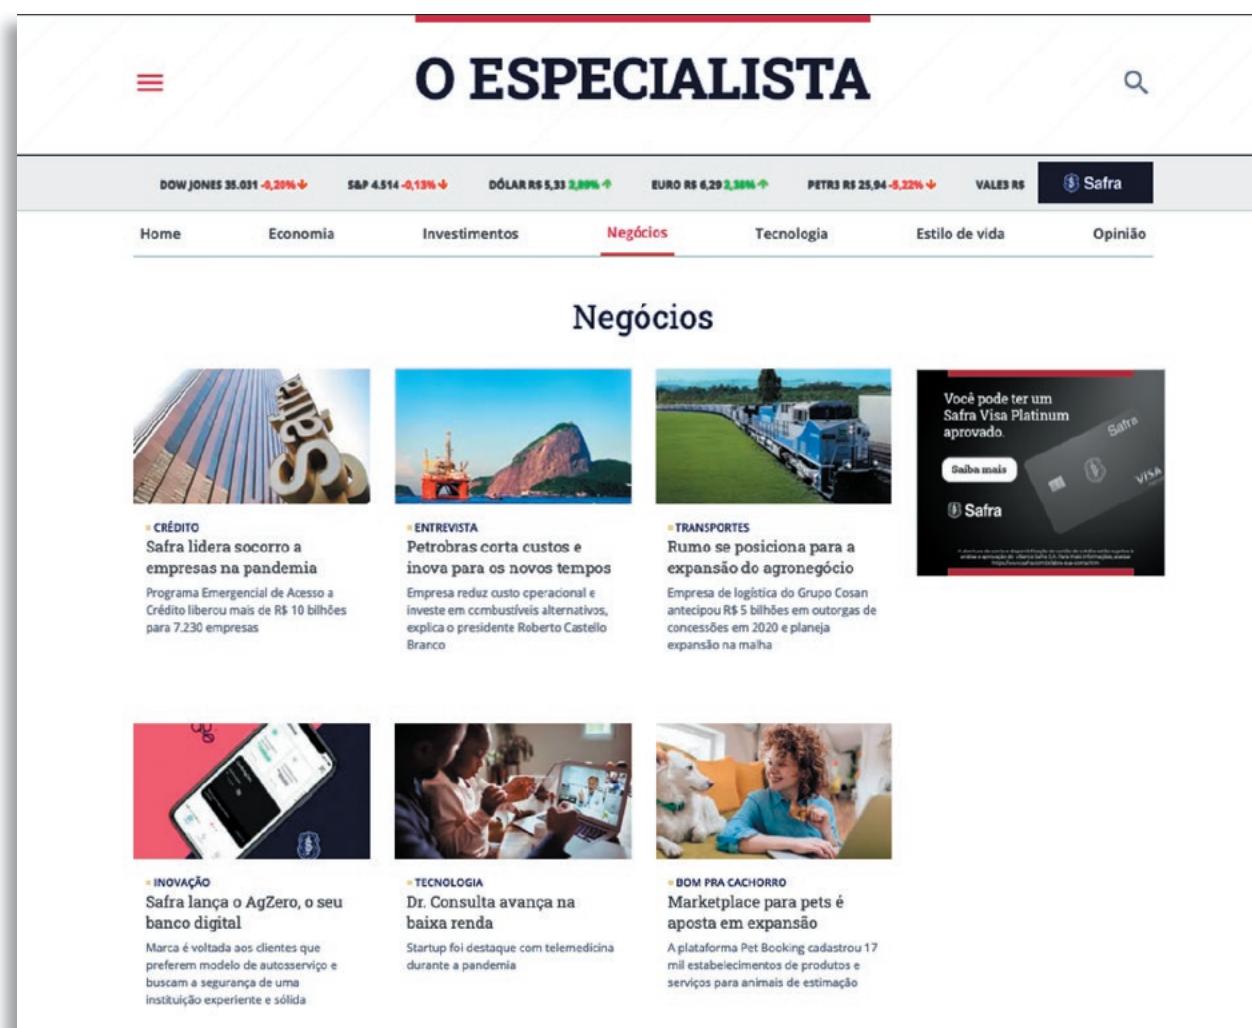 O ESPECIALISTA
DOW JONES 35.031 -0,20% S&P 4.514 -0,13% DÓLAR R$ 5,33 2,89% EURO R$ 6,29 2,38% PETR3 R$ 25,94 -5,22% VALE3 R$ Safra
Home Economia Investimentos Negócios Tecnologia Estilo de vida Opinião
Negócios
Safra
CRÉDITO
Safra lidera socorro a
empresas na pandemia
Programa Emergencial de Acesso a
Crédito liberou mais de R$ 10 bilhões
para 7.230 empresas
ENTREVISTA
Petrobras corta custos e
inova para os novos tempos
Empresa reduz custo operacional e
investe em combustíveis alternativos,
explica o presidente Roberto Castello
Branco
TRANSPORTES
Rumo se posiciona para a
expansão do agronegócio
Empresa de logística do Grupo Cosan
antecipou R$ 5 bilhões em outorgas de
concessões em 2020 e planeja
expansão na malha
Você pode ter um
Safra Visa Platinum
aprovado.
Saiba mais
Safra
Safra
VISA
INOVAÇÃO
Safra lança o AgZero, o seu
banco digital
Marca é voltada aos clientes que
preferem modelo de autosserviço e
buscam a segurança de uma
instituição experiente e sólida
TECNOLOGIA
Dr. Consulta avança na
baixa renda
Startup foi destaque com telemedicina
durante a pandemia
BOM PRA CACHORRO
Marketplace para pets é
aposta em expansão
A plataforma Pet Booking cadastrou 17
mil estabelecimentos de produtos e
serviços para animais de estimação